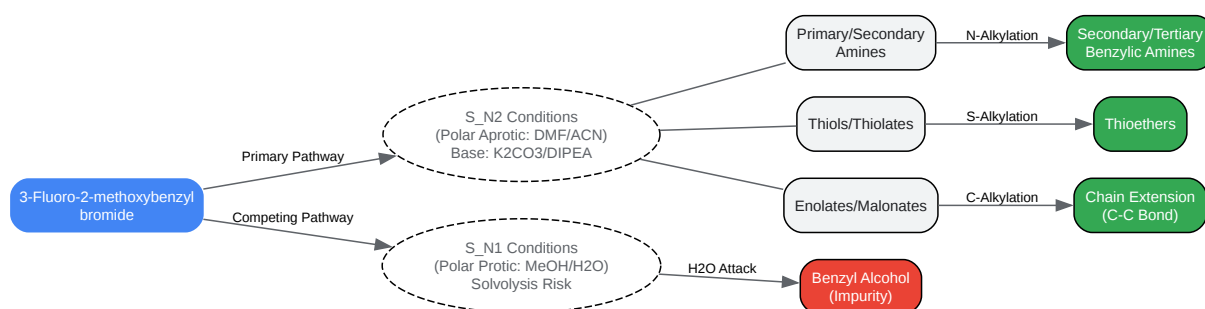 3-Fluoro-2-methoxybenzyl
bromide
Primary Pathway
Competing Pathway
S_N2 Conditions
(Polar Aprotic: DMF/ACN)
Base: K2CO3/DIPEA
S_N1 Conditions
(Polar Protic: MeOH/H2O)
Solvolysis Risk
Primary/Secondary
Amines
N-Alkylation
Secondary/Tertiary
Benzylic Amines
Thiols/Thiolates
S-Alkylation
Thioethers
Enolates/Malonates
C-Alkylation
Chain Extension
(C-C Bond)
H2O Attack
Benzyl Alcohol
(Impurity)